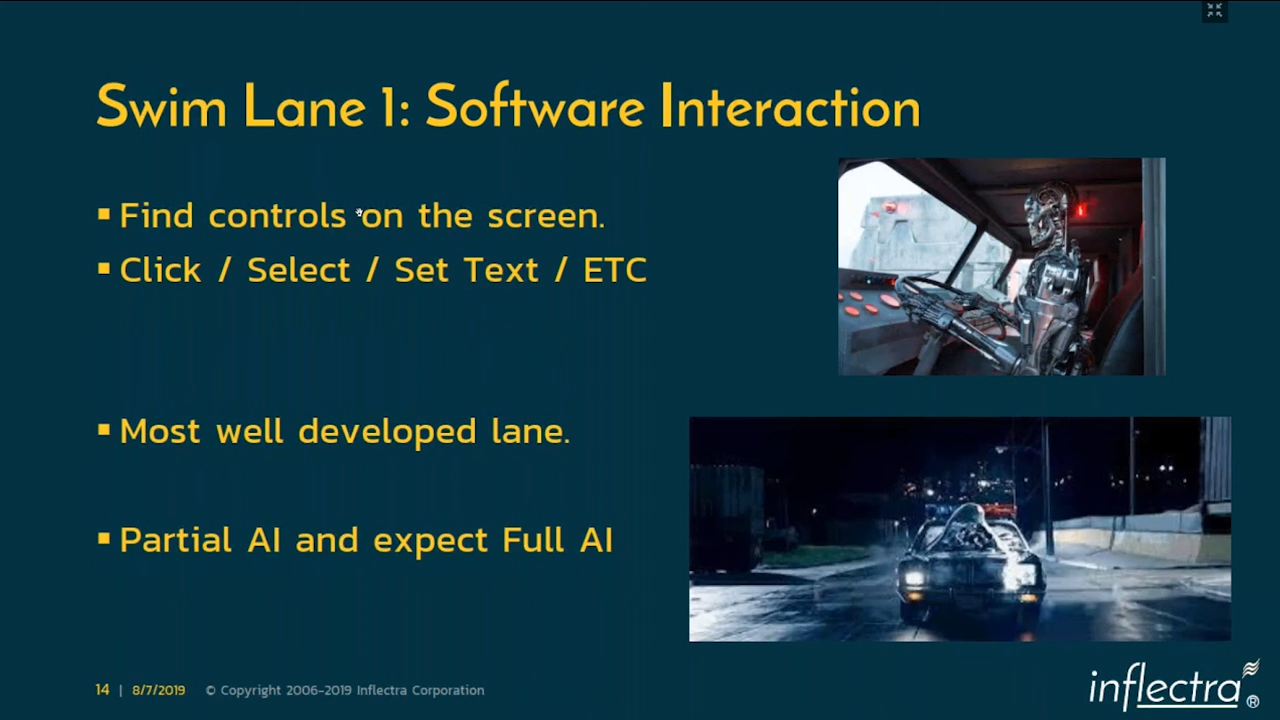 Swim Lane 1: Software Interaction
▪ Find controls on the screen.
▪ Click / Select / Set Text / ETC
▪ Most well developed lane.
▪ Partial AI and expect Full AI
14 | 8/7/2019 © Copyright 2006-2019 Inflectra Corporation
inflectra®